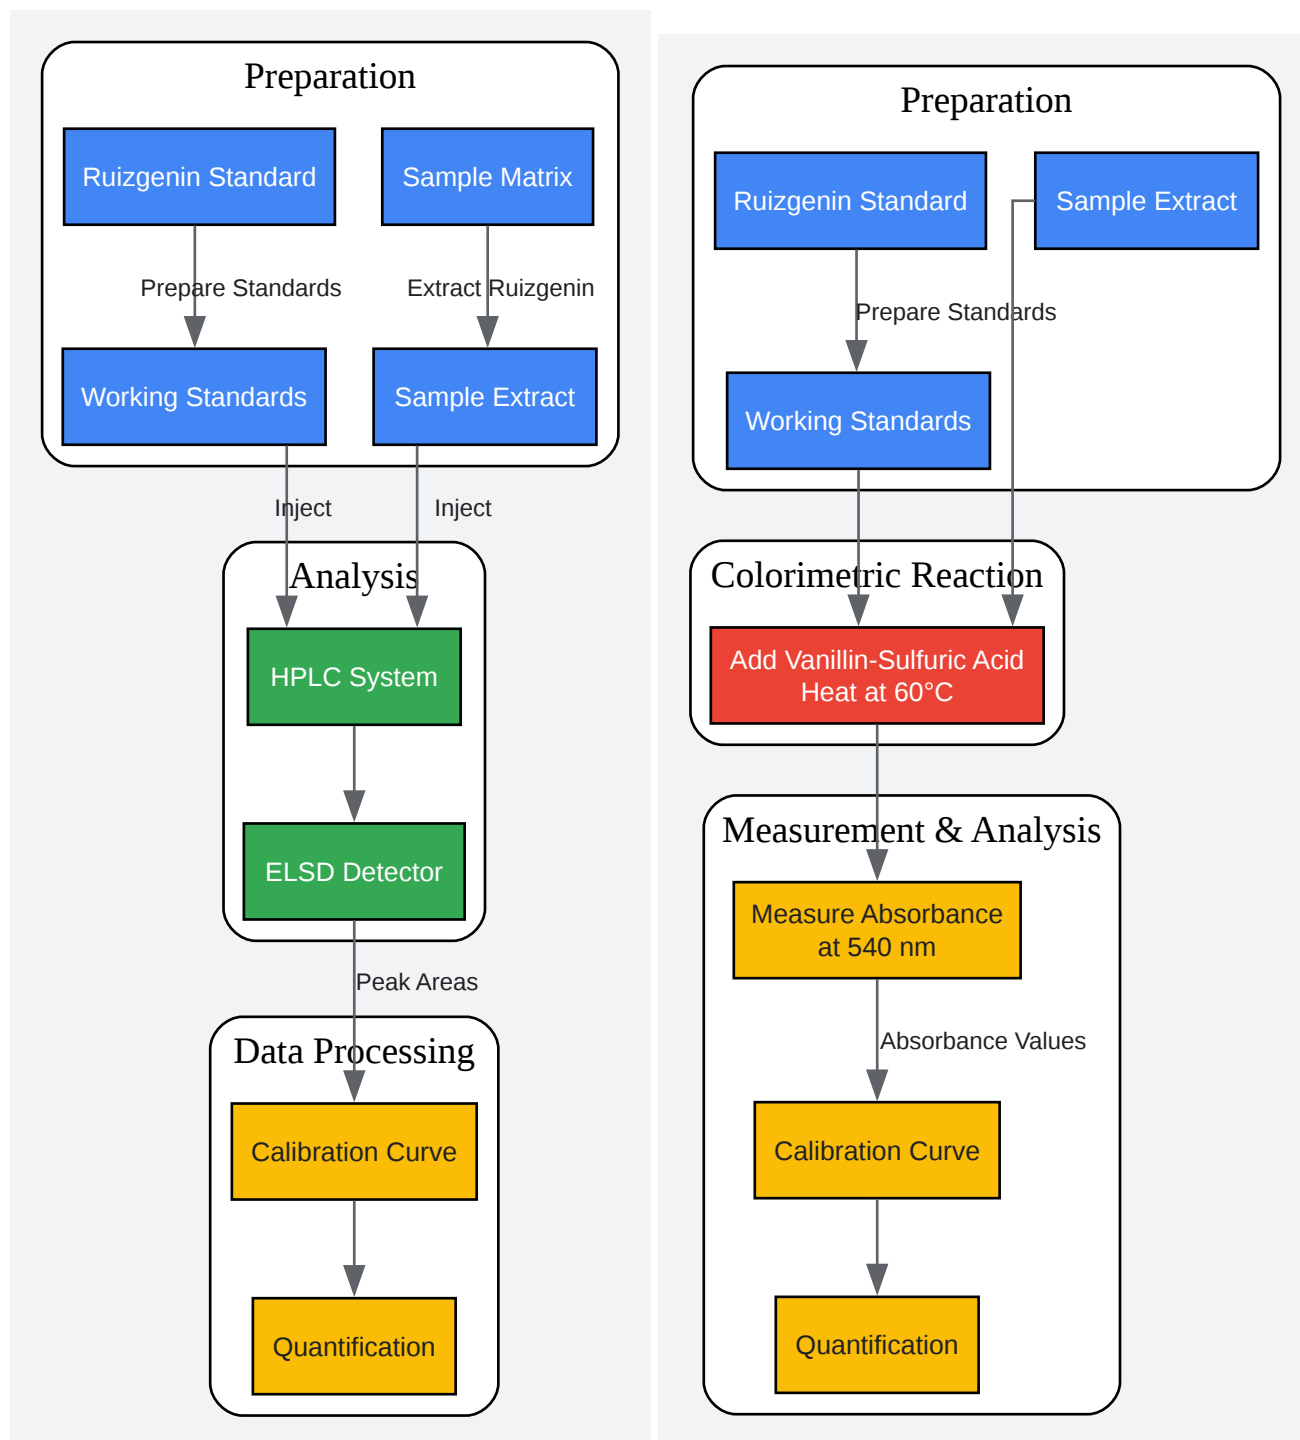 Preparation
Ruizgenin Standard
Sample Matrix
Prepare Standards
Extract Ruizgenin
Working Standards
Sample Extract
Inject
Inject
Analysis
HPLC System
ELSD Detector
Peak Areas
Data Processing
Calibration Curve
Quantification
Preparation
Ruizgenin Standard
Sample Extract
Prepare Standards
Working Standards
Colorimetric Reaction
Add Vanillin-Sulfuric Acid
Heat at 60°C
Measurement & Analysis
Measure Absorbance
at 540 nm
Absorbance Values
Calibration Curve
Quantification